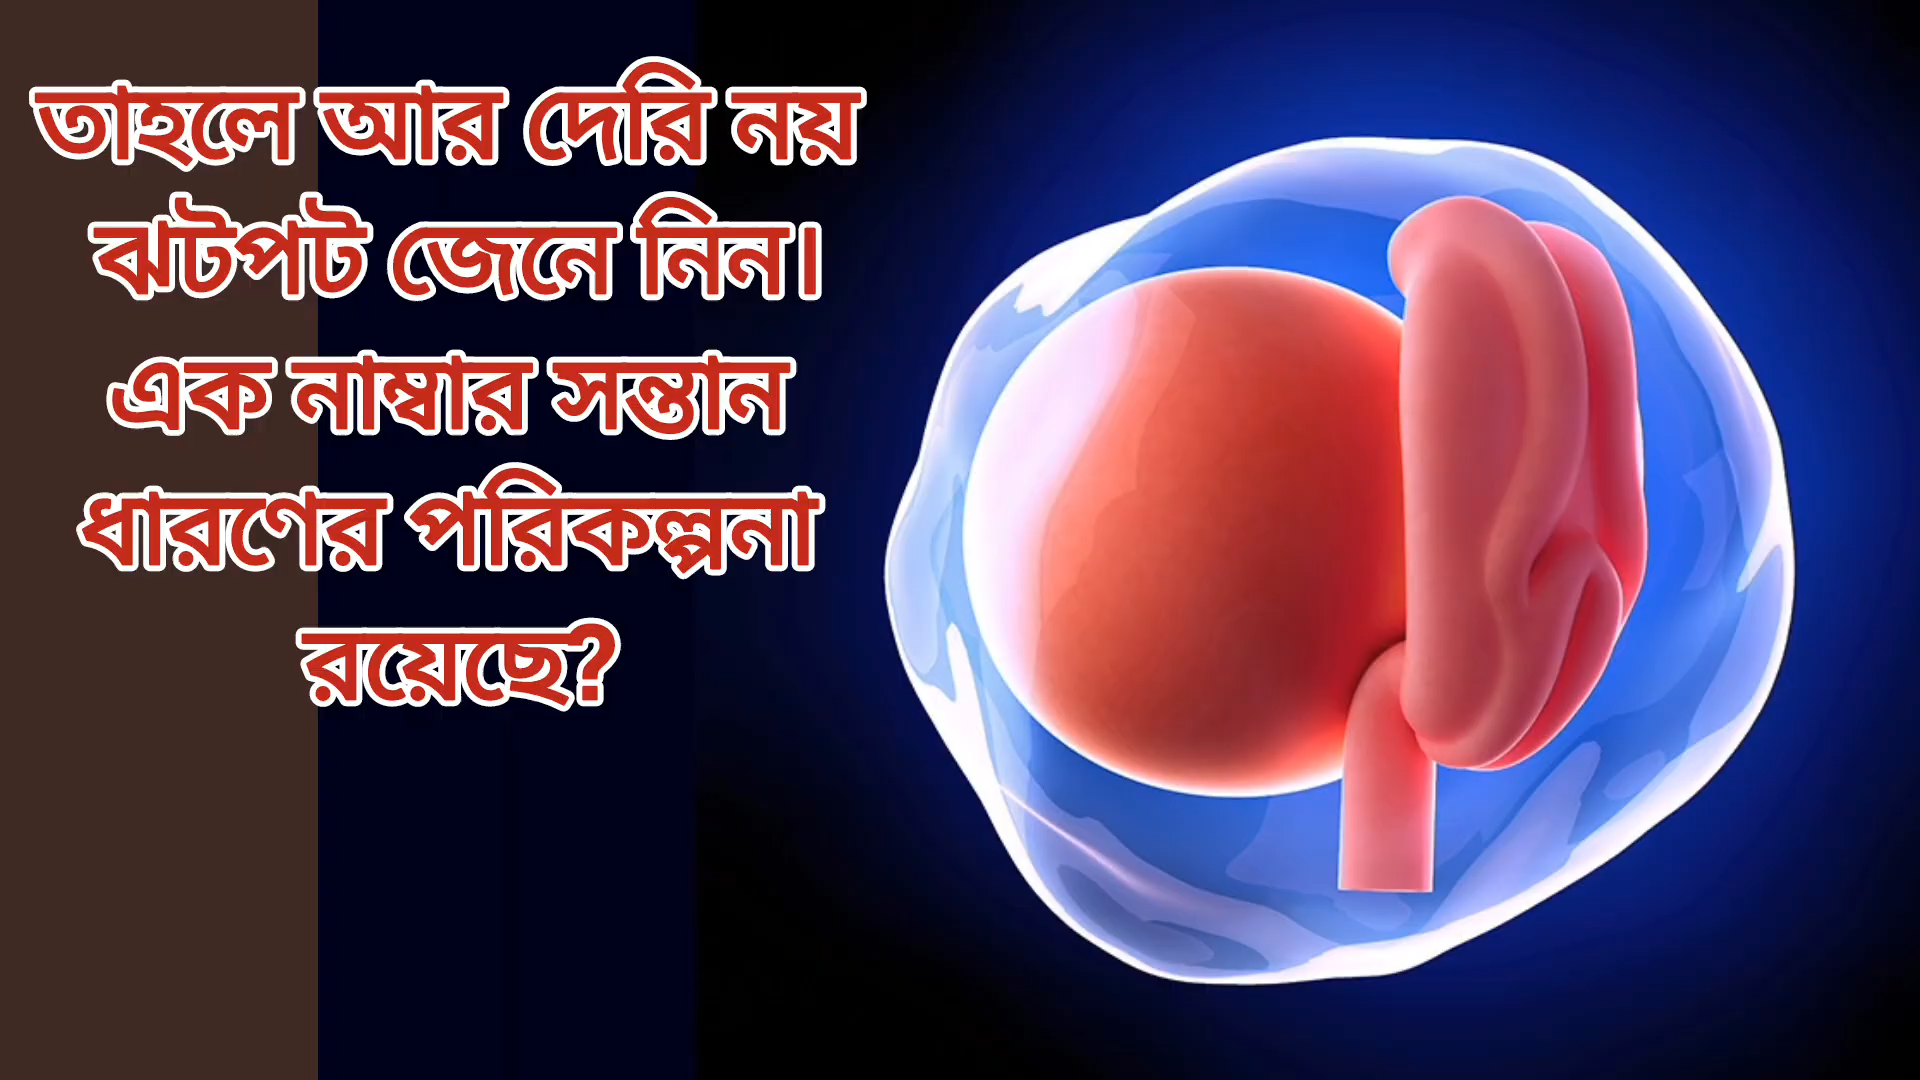 তাহলে আর দেরি নয়
ঝটপট জেনে নিন।
এক নাম্বার সন্তান
ধারণের পরিকল্পনা
রয়েছে?